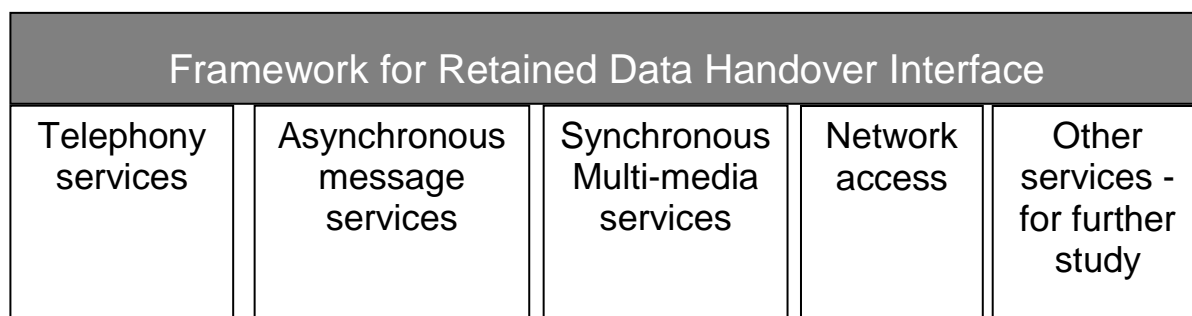 Framework for Retained Data Handover Interface
Telephony
services
Asynchronous
message
services
Synchronous
Multi-media
services
Network
access
Other
services -
for further
study